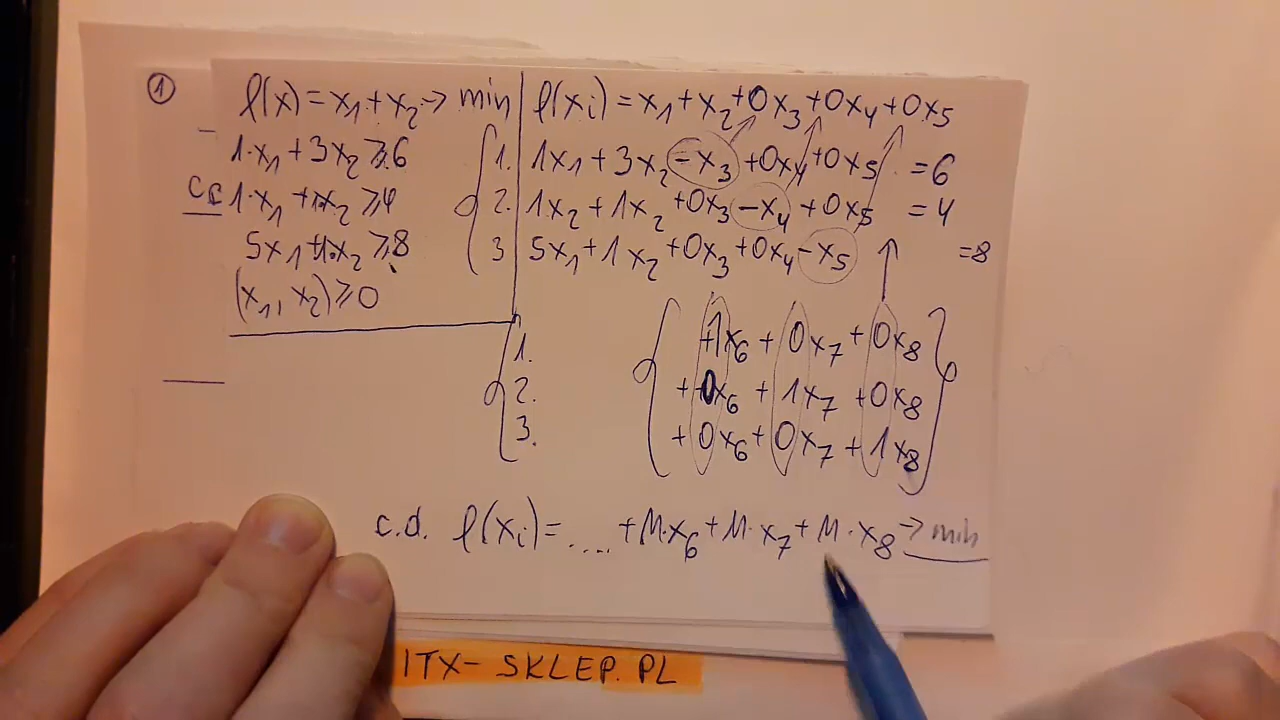 ①
f(x) = x₁ + x₂ → min
1·x₁ + 3x₂ ≥ 6
1·x₁ + 1x₂ ≥ 4
5x₁ + 1·x₂ ≥ 8
(x₁, x₂) ≥ 0
f(xᵢ) = x₁ + x₂ + 0x₃ + 0x₄ + 0x₅
1. 1x₁ + 3x₂ - x₃ + 0x₄ + 0x₅ = 6
2. 1x₂ + 1x₂ + 0x₃ - x₄ + 0x₅ = 4
3 5x₁ + 1x₂ + 0x₃ + 0x₄ - x₅ = 8
1. +1x₆ + 0x₇ + 0x₈
2. + 0x₆ + 1x₇ + 0x₈
3. + 0x₆ + 0x₇ + 1x₈
c.d. f(xᵢ) = .... + M·x₆ + M·x₇ + M·x₈ → min
ITX-SKLEP.PL